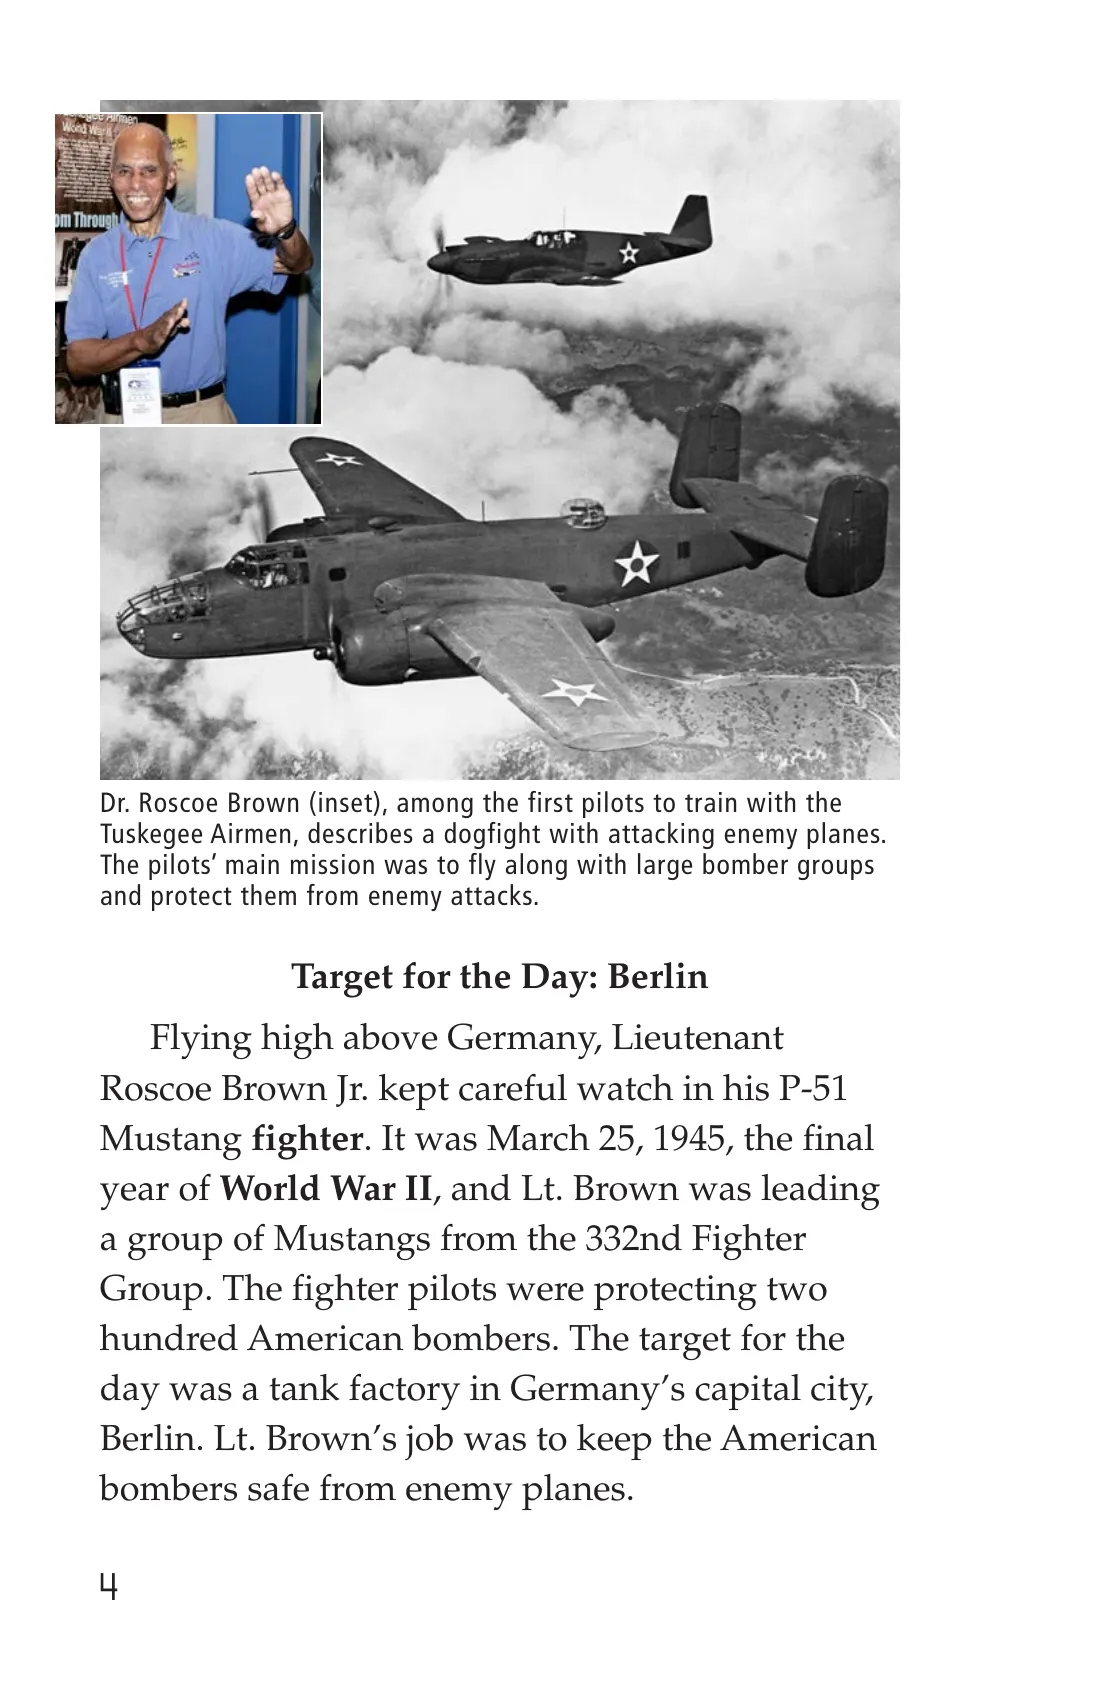 Tuskegee Airmen
World War II
om Through
Dr. Roscoe Brown (inset), among the first pilots to train with the
Tuskegee Airmen, describes a dogfight with attacking enemy planes.
The pilots’ main mission was to fly along with large bomber groups
and protect them from enemy attacks.
Target for the Day: Berlin
Flying high above Germany, Lieutenant
Roscoe Brown Jr. kept careful watch in his P-51
Mustang fighter. It was March 25, 1945, the final
year of World War II, and Lt. Brown was leading
a group of Mustangs from the 332nd Fighter
Group. The fighter pilots were protecting two
hundred American bombers. The target for the
day was a tank factory in Germany’s capital city,
Berlin. Lt. Brown’s job was to keep the American
bombers safe from enemy planes.
4